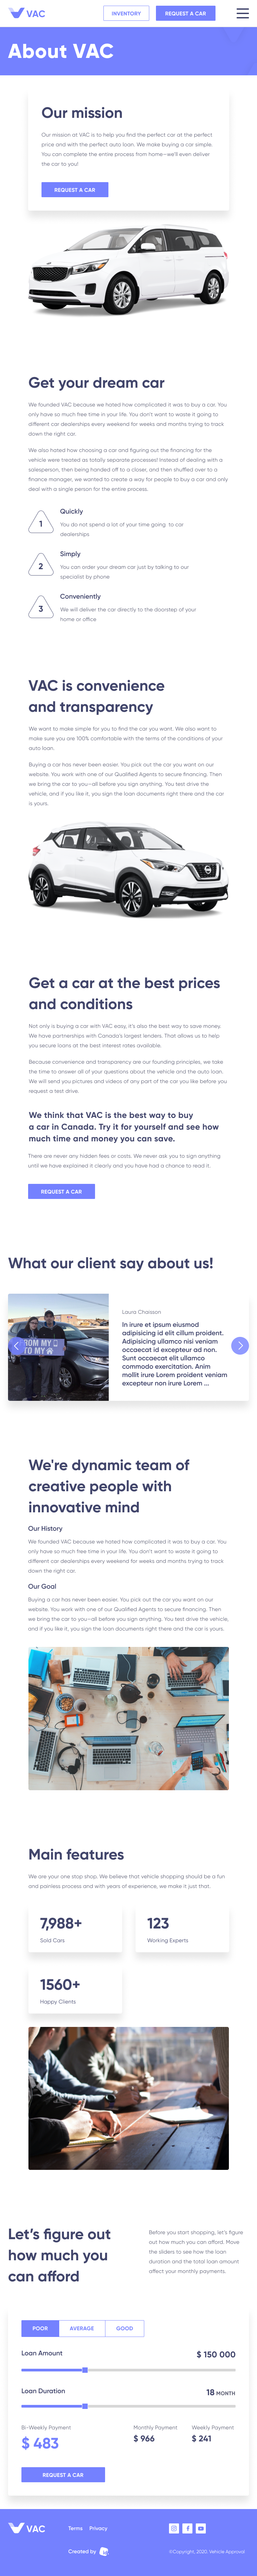 VAC
INVENTORY
REQUEST A CAR
About VAC
Our mission
Our mission at VAC is to help you find the perfect car at the perfect
price and with the perfect auto loan. We make buying a car simple.
You can complete the entire process from home—we'll even deliver
the car to you!
REQUEST A CAR
Get your dream car
We founded VAC because we hated how complicated it was to buy a car. You
only have so much free time in your life. You don't want to waste it going to
different car dealerships every weekend for weeks and months trying to track
down the right car.
We also hated how choosing a car and figuring out the financing for the
vehicle were treated as totally separate processes! Instead of dealing with a
salesperson, then being handed off to a closer, and then shuffled over to a
finance manager, we wanted to create a way for people to buy a car and only
deal with a single person for the entire process.
1
Quickly
You do not spend a lot of your time going to car
dealerships
2
Simply
You can order your dream car just by talking to our
specialist by phone
3
Conveniently
We will deliver the car directly to the doorstep of your
home or office
VAC is convenience
and transparency
We want to make simple for you to find the car you want. We also want to
make sure you are 100% comfortable with the terms of the conditions of your
auto loan.
Buying a car has never been easier. You pick out the car you want on our
website. You work with one of our Qualified Agents to secure financing. Then
we bring the car to you—all before you sign anything. You test drive the
vehicle, and if you like it, you sign the loan documents right there and the car
is yours.
Get a car at the best prices
and conditions
Not only is buying a car with VAC easy, it's also the best way to save money.
We have partnerships with Canada's largest lenders. That allows us to help
you secure loans at the best interest rates available.
Because convenience and transparency are our founding principles, we take
the time to answer all of your questions about the vehicle and the auto loan.
We will send you pictures and videos of any part of the car you like before you
request a test drive.
We think that VAC is the best way to buy
a car in Canada. Try it for yourself and see how
much time and money you can save.
There are never any hidden fees or costs. We never ask you to sign anything
until we have explained it clearly and you have had a chance to read it.
REQUEST A CAR
What our client say about us!
FROM MY
TO MY
Laura Chaisson
In irure et ipsum eiusmod
adipisicing id elit cillum proident.
Adipisicing ullamco nisi veniam
occaecat id excepteur ad non.
Sunt occaecat elit ullamco
commodo exercitation. Anim
mollit irure Lorem proident veniam
excepteur non irure Lorem ...
We're dynamic team of
creative people with
innovative mind
Our History
We founded VAC because we hated how complicated it was to buy a car. You
only have so much free time in your life. You don't want to waste it going to
different car dealerships every weekend for weeks and months trying to track
down the right car.
Our Goal
Buying a car has never been easier. You pick out the car you want on our
website. You work with one of our Qualified Agents to secure financing. Then
we bring the car to you—all before you sign anything. You test drive the vehicle,
and if you like it, you sign the loan documents right there and the car is yours.
Main features
We are your one stop shop. We believe that vehicle shopping should be a fun
and painless process and with years of experience, we make it just that.
7,988+
Sold Cars
123
Working Experts
1560+
Happy Clients
Let's figure out
how much you
can afford
Before you start shopping, let's figure
out how much you can afford. Move
the sliders to see how the loan
duration and the total loan amount
affect your monthly payments.
POOR
AVERAGE
GOOD
Loan Amount
$ 150 000
Loan Duration
18 MONTH
Bi-Weekly Payment
$ 483
Monthly Payment
$ 966
Weekly Payment
$ 241
REQUEST A CAR
VAC
Terms
Privacy
Created by
©Copyright, 2020. Vehicle Approval